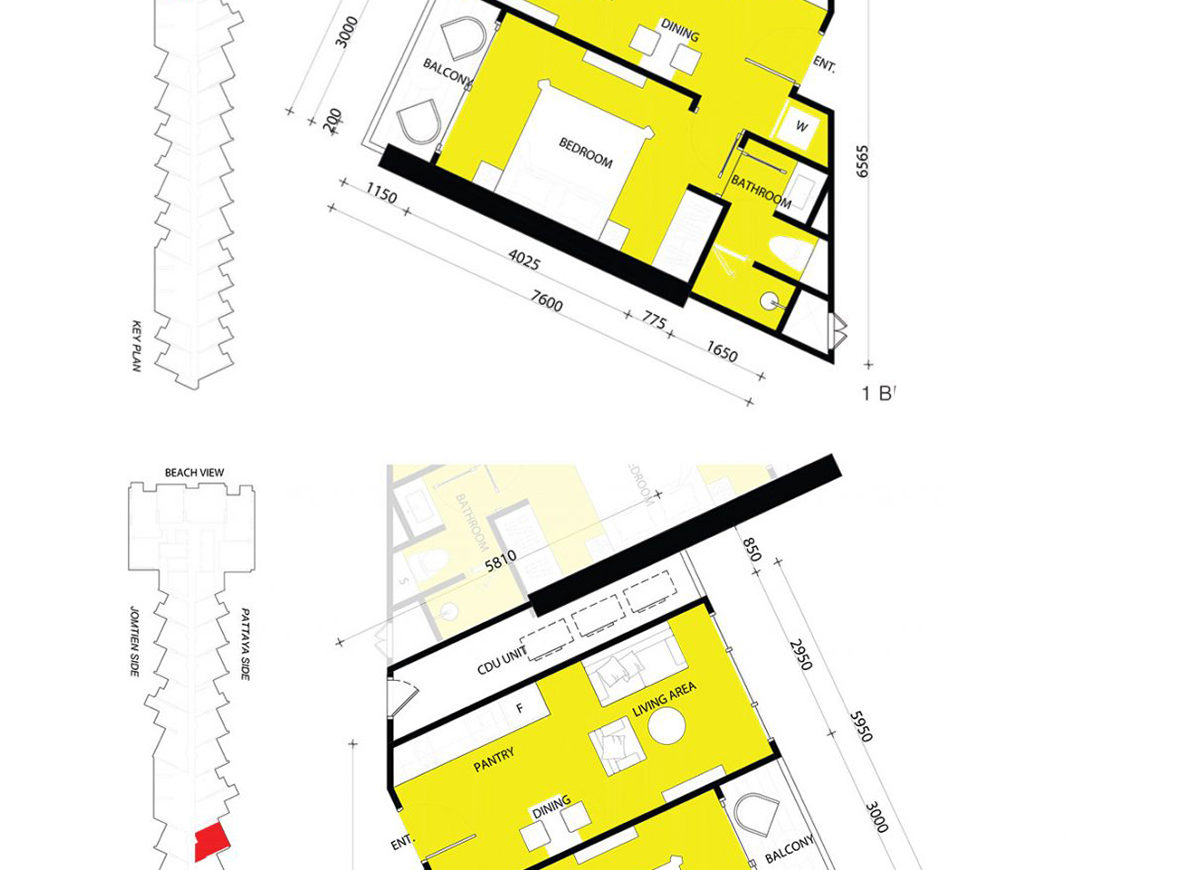 3000
200
BALCONY
DINING
ENT.
W
BEDROOM
BATHROOM
6565
1150
4025
7600
775
1650
KEY PLAN
1 B
BEACH VIEW
JOMTIEN SIDE
PATTAYA SIDE
BATHROOM
S
5810
850
CDU UNIT
2950
F
LIVING AREA
5950
PANTRY
DINING
3000
ENT.
BALCONY